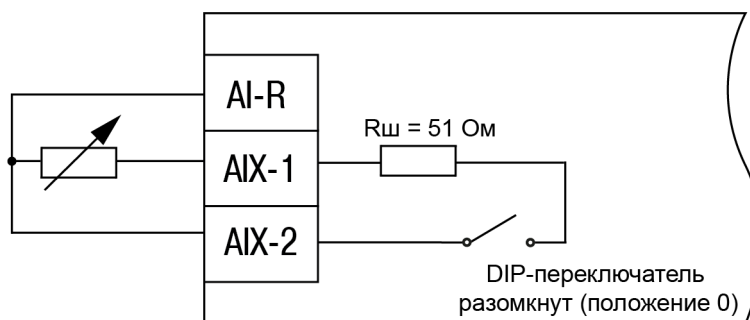 AI-R
Rш = 51 Ом
AIX-1
AIX-2
DIP-переключатель
разомкнут (положение 0)